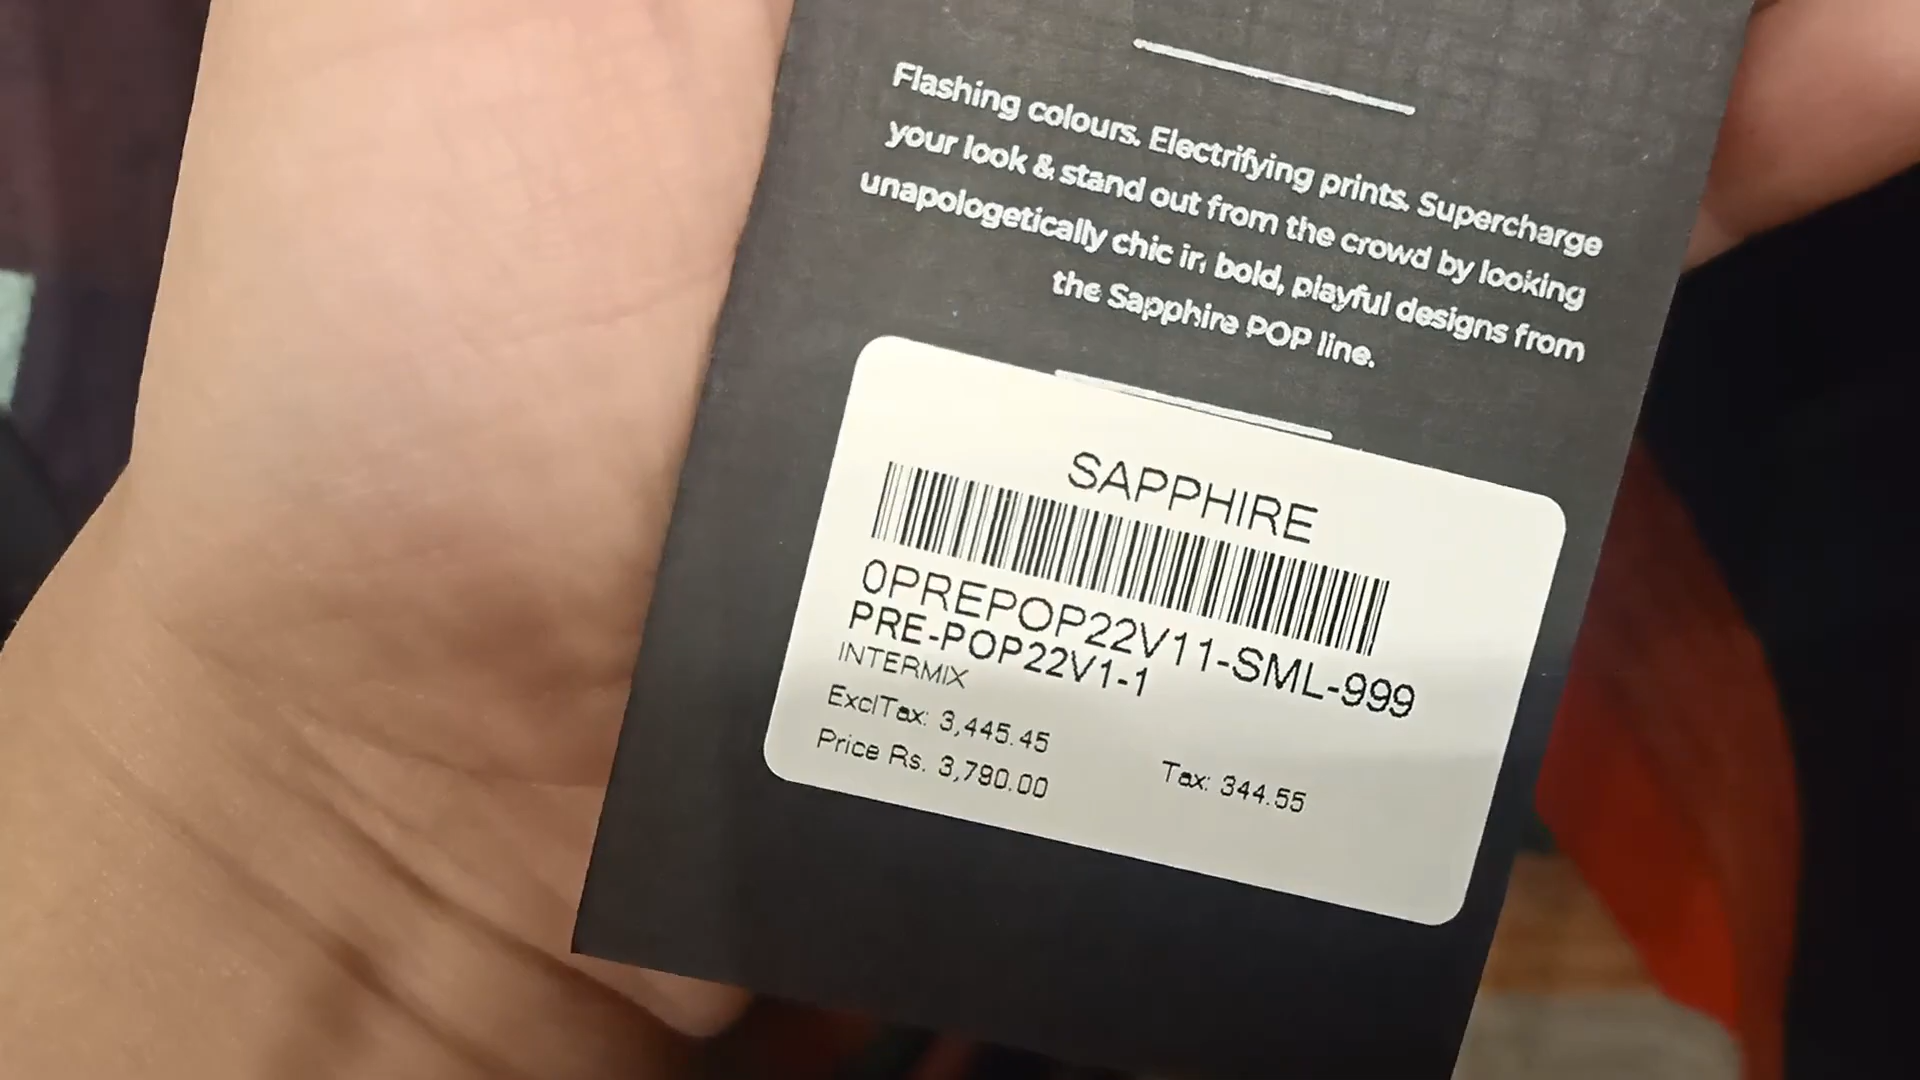 Flashing colours. Electrifying prints. Supercharge
your look & stand out from the crowd by looking
unapologetically chic in bold, playful designs from
the Sapphire POP line.
SAPPHIRE
0PREPOP22V11-SML-999
PRE-POP22V1-1
INTERMIX
ExclTax: 3,445.45
Tax: 344.55
Price Rs. 3,790.00